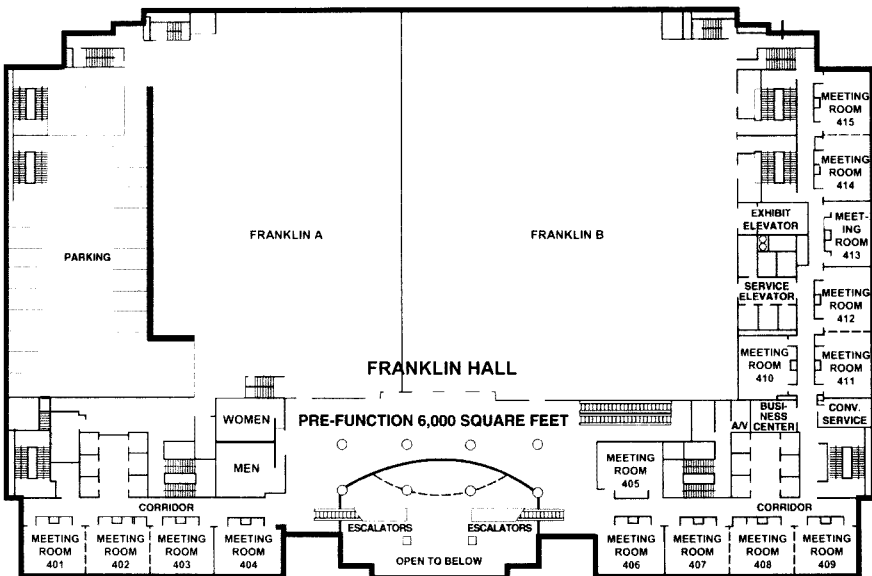 MEETING
ROOM
415
MEETING
ROOM
414
EXHIBIT
ELEVATOR
MEET-
ING
ROOM
413
FRANKLIN A
FRANKLIN B
PARKING
SERVICE
ELEVATOR
MEETING
ROOM
412
MEETING
ROOM
410
MEETING
ROOM
411
FRANKLIN HALL
WOMEN
PRE-FUNCTION 6,000 SQUARE FEET
A/V
BUSI-
NESS
CENTER
CONV.
SERVICE
MEN
MEETING
ROOM
405
CORRIDOR
CORRIDOR
ESCALATORS
ESCALATORS
MEETING
ROOM
401
MEETING
ROOM
402
MEETING
ROOM
403
MEETING
ROOM
404
OPEN TO BELOW
MEETING
ROOM
406
MEETING
ROOM
407
MEETING
ROOM
408
MEETING
ROOM
409